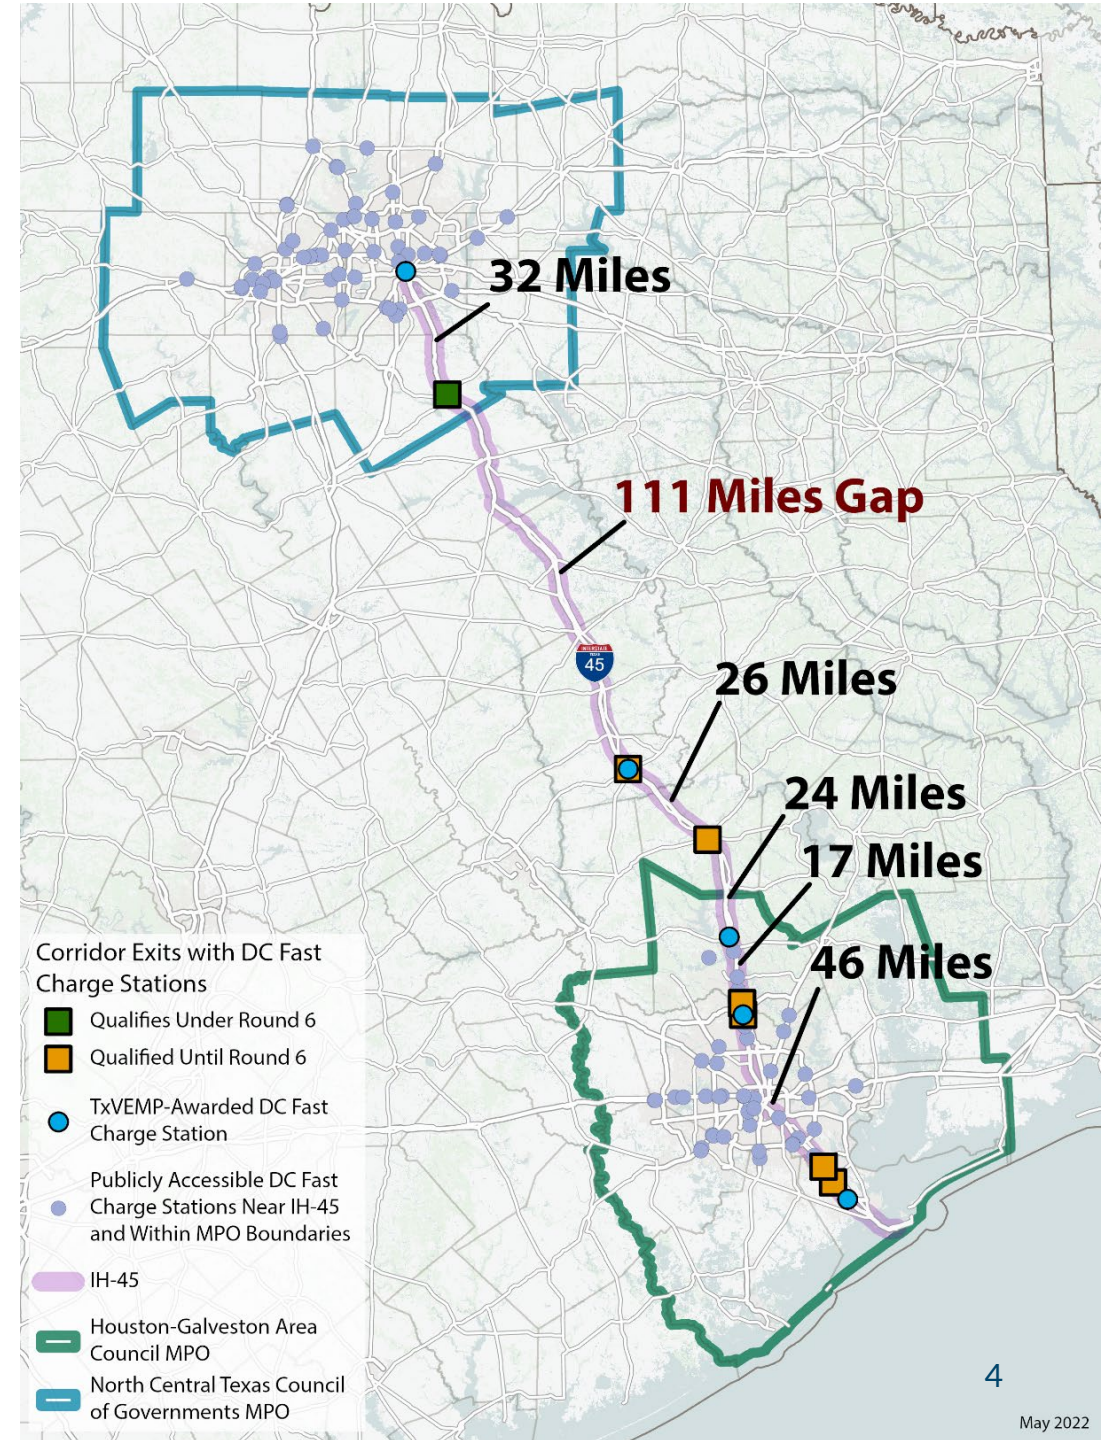 32 Miles
111 Miles Gap
INTERSTATE
TEXAS
45
26 Miles
24 Miles
17 Miles
46 Miles
Corridor Exits with DC Fast
Charge Stations
Qualifies Under Round 6
Qualified Until Round 6
TxVEMP-Awarded DC Fast
Charge Station
Publicly Accessible DC Fast
Charge Stations Near IH-45
and Within MPO Boundaries
IH-45
Houston-Galveston Area
Council MPO
North Central Texas Council
of Governments MPO
4
May 2022